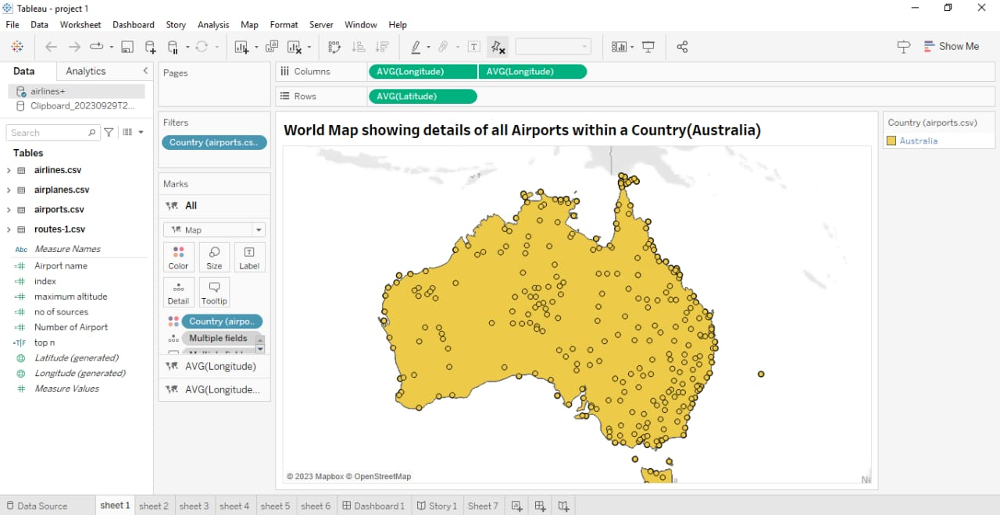 Tableau - project 1
File Data Worksheet Dashboard Story Analysis Map Format Server Window Help
Show Me
Data Analytics
airlines+
Clipboard_20230929T2...
Search
Tables
airlines.csv
airplanes.csv
airports.csv
routes-1.csv
Abc Measure Names
Airport name
index
maximum altitude
no of sources
Number of Airport
=T|F top n
Latitude (generated)
Longitude (generated)
Measure Values
Pages
Filters
Country (airports.cs..
Marks
All
Map
Color Size Label
Detail Tooltip
Country (airpo..
Multiple fields
AVG(Longitude)
AVG(Longitude...
Columns AVG(Longitude) AVG(Longitude)
Rows AVG(Latitude)
World Map showing details of all Airports within a Country(Australia)
© 2023 Mapbox © OpenStreetMap
Country (airports.csv)
Australia
Data Source sheet 1 sheet 2 sheet 3 sheet 4 sheet 5 sheet 6 Dashboard 1 Story 1 Sheet 7